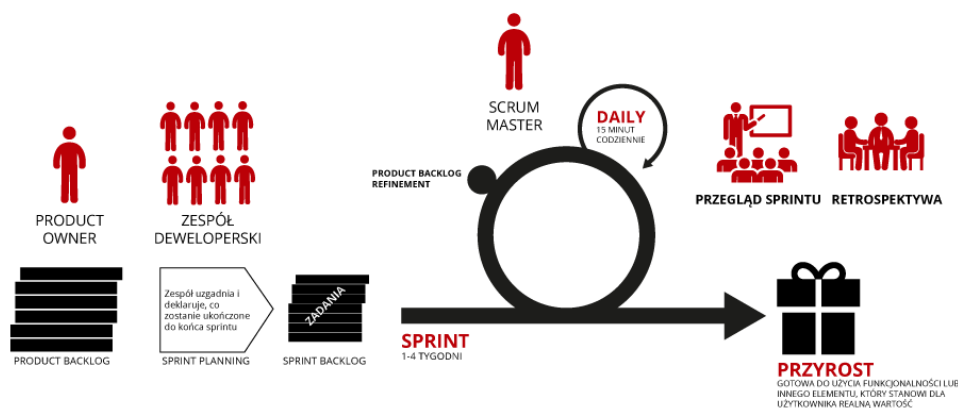 SCRUM
MASTER
DAILY
15 MINUT
CODZIENNIE
PRODUCT BACKLOG
REFINEMENT
PRZEGLĄD SPRINTU
RETROSPEKTYWA
PRODUCT
OWNER
ZESPÓŁ
DEWELOPERSKI
Zespół uzgadnia i
deklaruje, co
zostanie ukończone
do końca sprintu
ZADANIA
PRODUCT BACKLOG
SPRINT PLANNING
SPRINT BACKLOG
SPRINT
1-4 TYGODNI
PRZYROST
GOTOWA DO UŻYCIA FUNKCJONALNOŚCI LUB
INNEGO ELEMENTU, KTÓRY STANOWI DLA
UŻYTKOWNIKA REALNĄ WARTOŚĆ